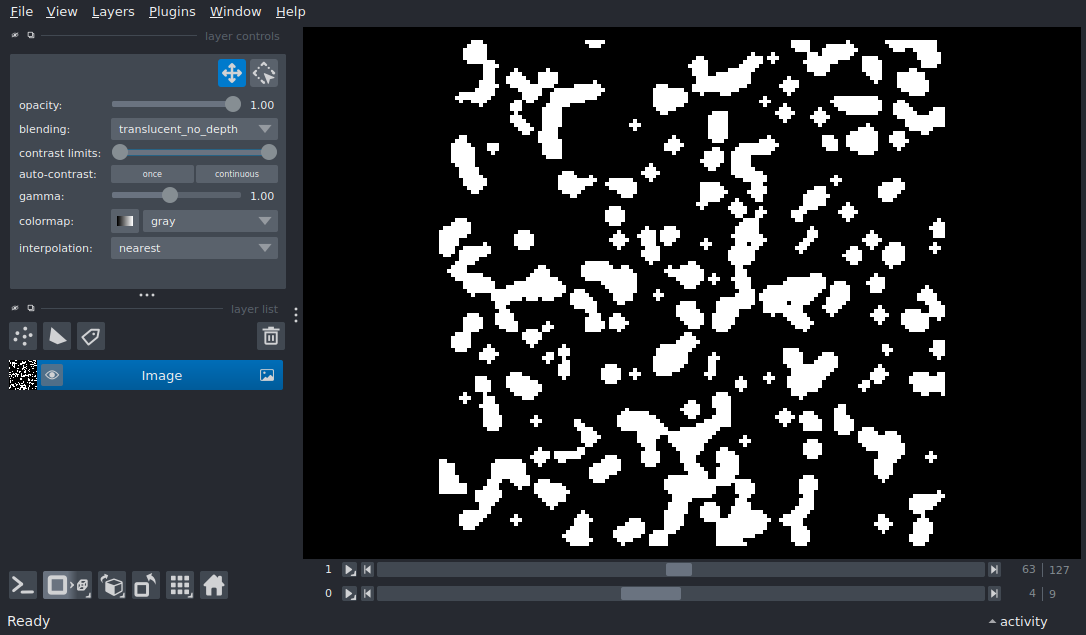 File View Layers Plugins Window Help
layer controls
opacity: 1.00
blending: translucent_no_depth
contrast limits:
auto-contrast: once continuous
gamma: 1.00
colormap: gray
interpolation: nearest
layer list
Image
1 63 127
0 4 9
Ready activity